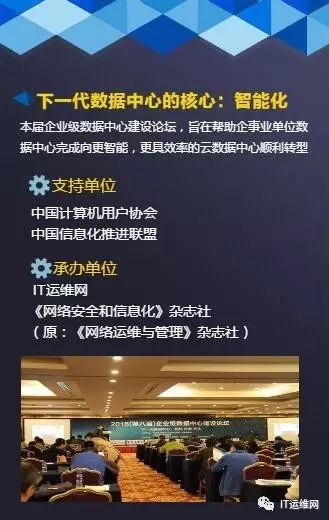 下一代数据中心的核心：智能化
本届企业级数据中心建设论坛，旨在帮助企事业单位数
据中心完成向更智能，更具效率的云数据中心顺利转型
支持单位
中国计算机用户协会
中国信息化推进联盟
承办单位
IT运维网
《网络安全和信息化》杂志社
（原：《网络运维与管理》杂志社）
(第八届)企业级数据中心建设论坛
IT运维网